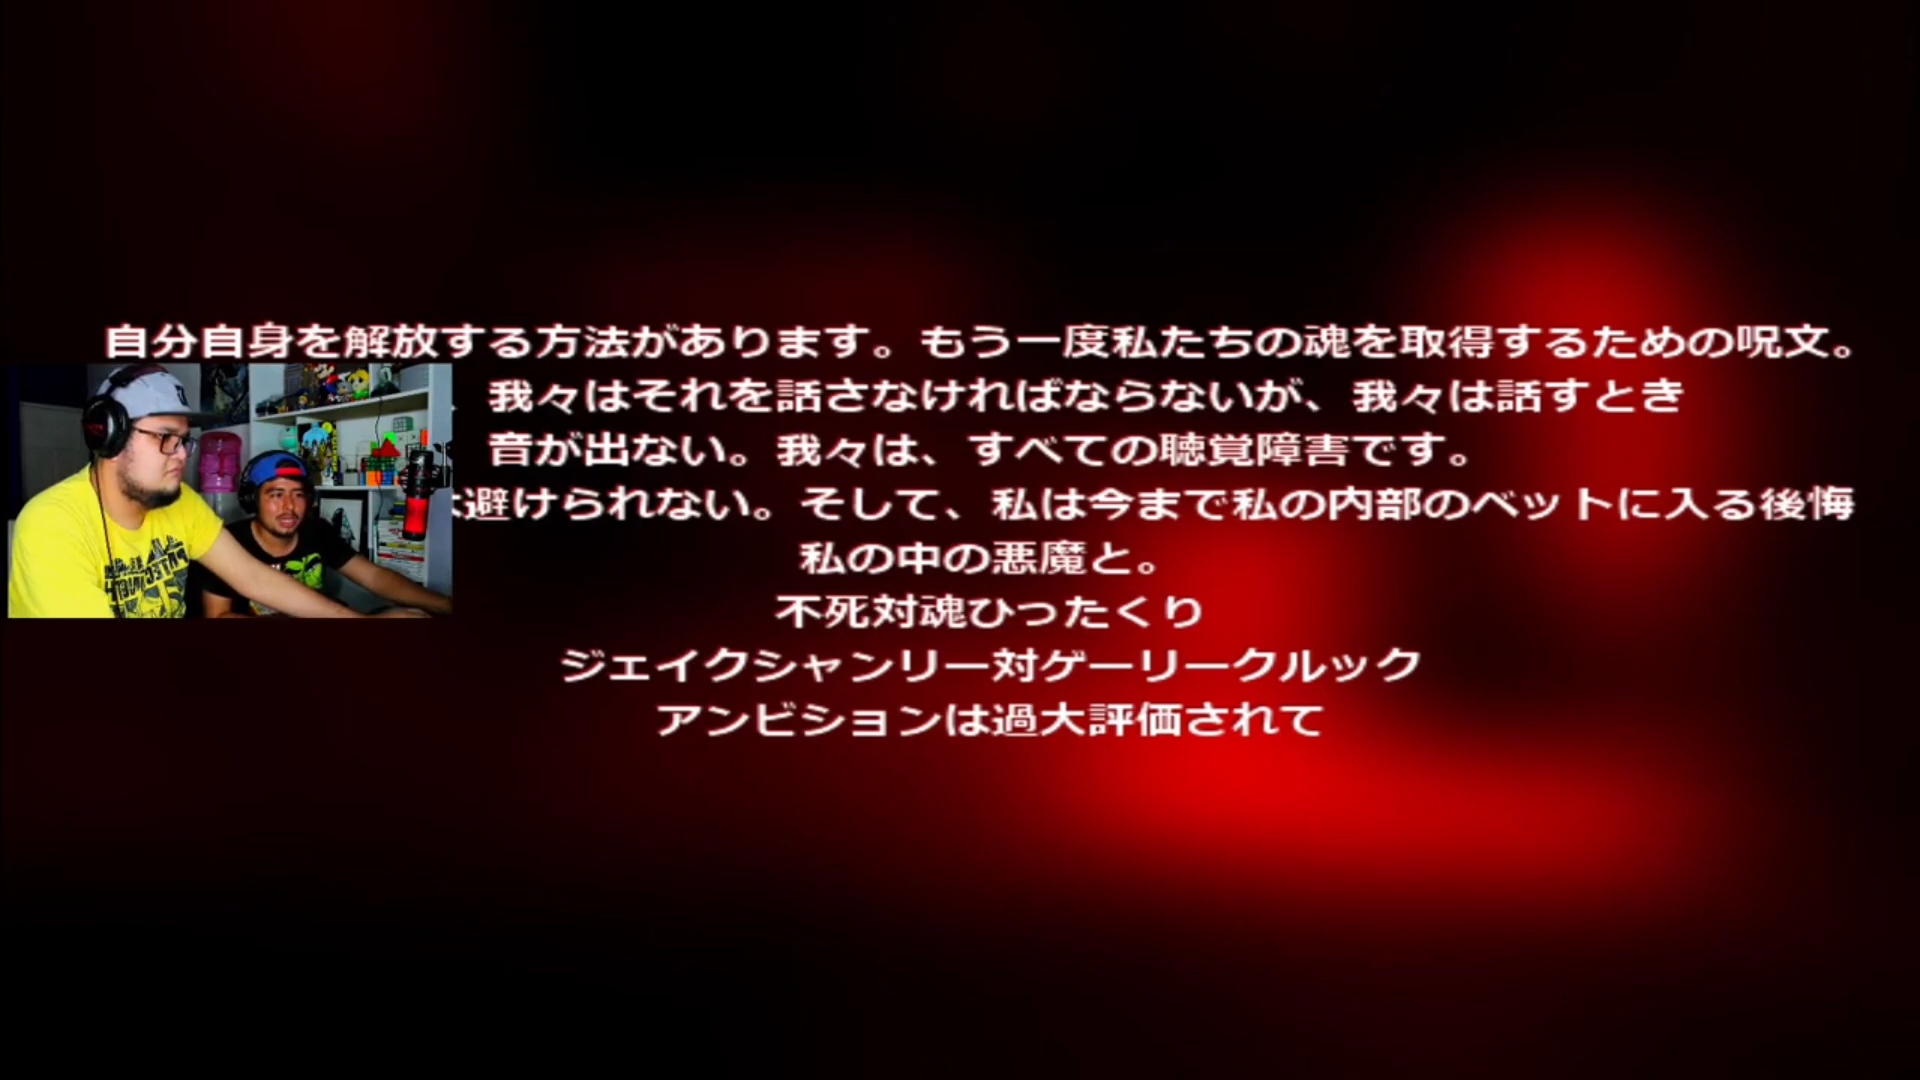 自分自身を解放する方法があります。もう一度私たちの魂を取得するための呪文。
我々はそれを話さなければならないが、我々は話すとき
音が出ない。我々は、すべての聴覚障害です。
は避けられない。そして、私は今まで私の内部のベットに入る後悔
私の中の悪魔と。
不死対魂ひったくり
ジェイクシャンリー対ゲーリークルック
アンビションは過大評価されて